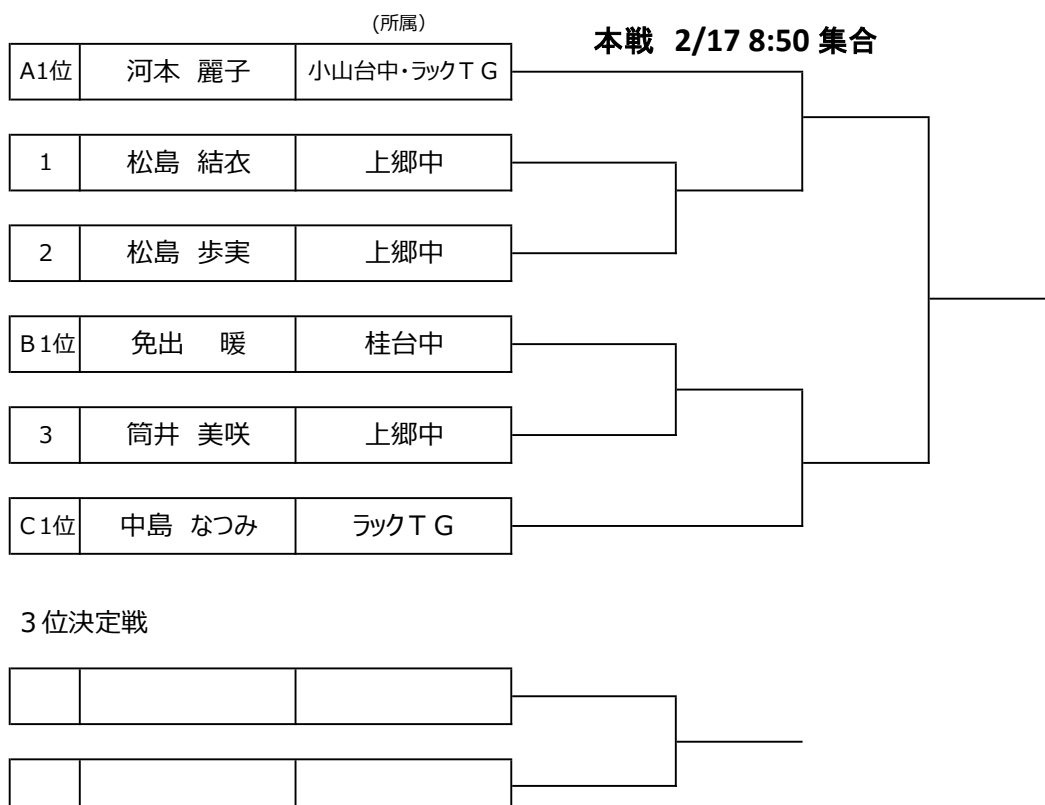 (所属)
本戦 2/17 8:50 集合
A1位 河本 麗子 小山台中・ラックTG
1 松島 結衣 上郷中
2 松島 歩実 上郷中
B1位 免出 暖 桂台中
3 筒井 美咲 上郷中
C1位 中島 なつみ ラックTG
3位決定戦